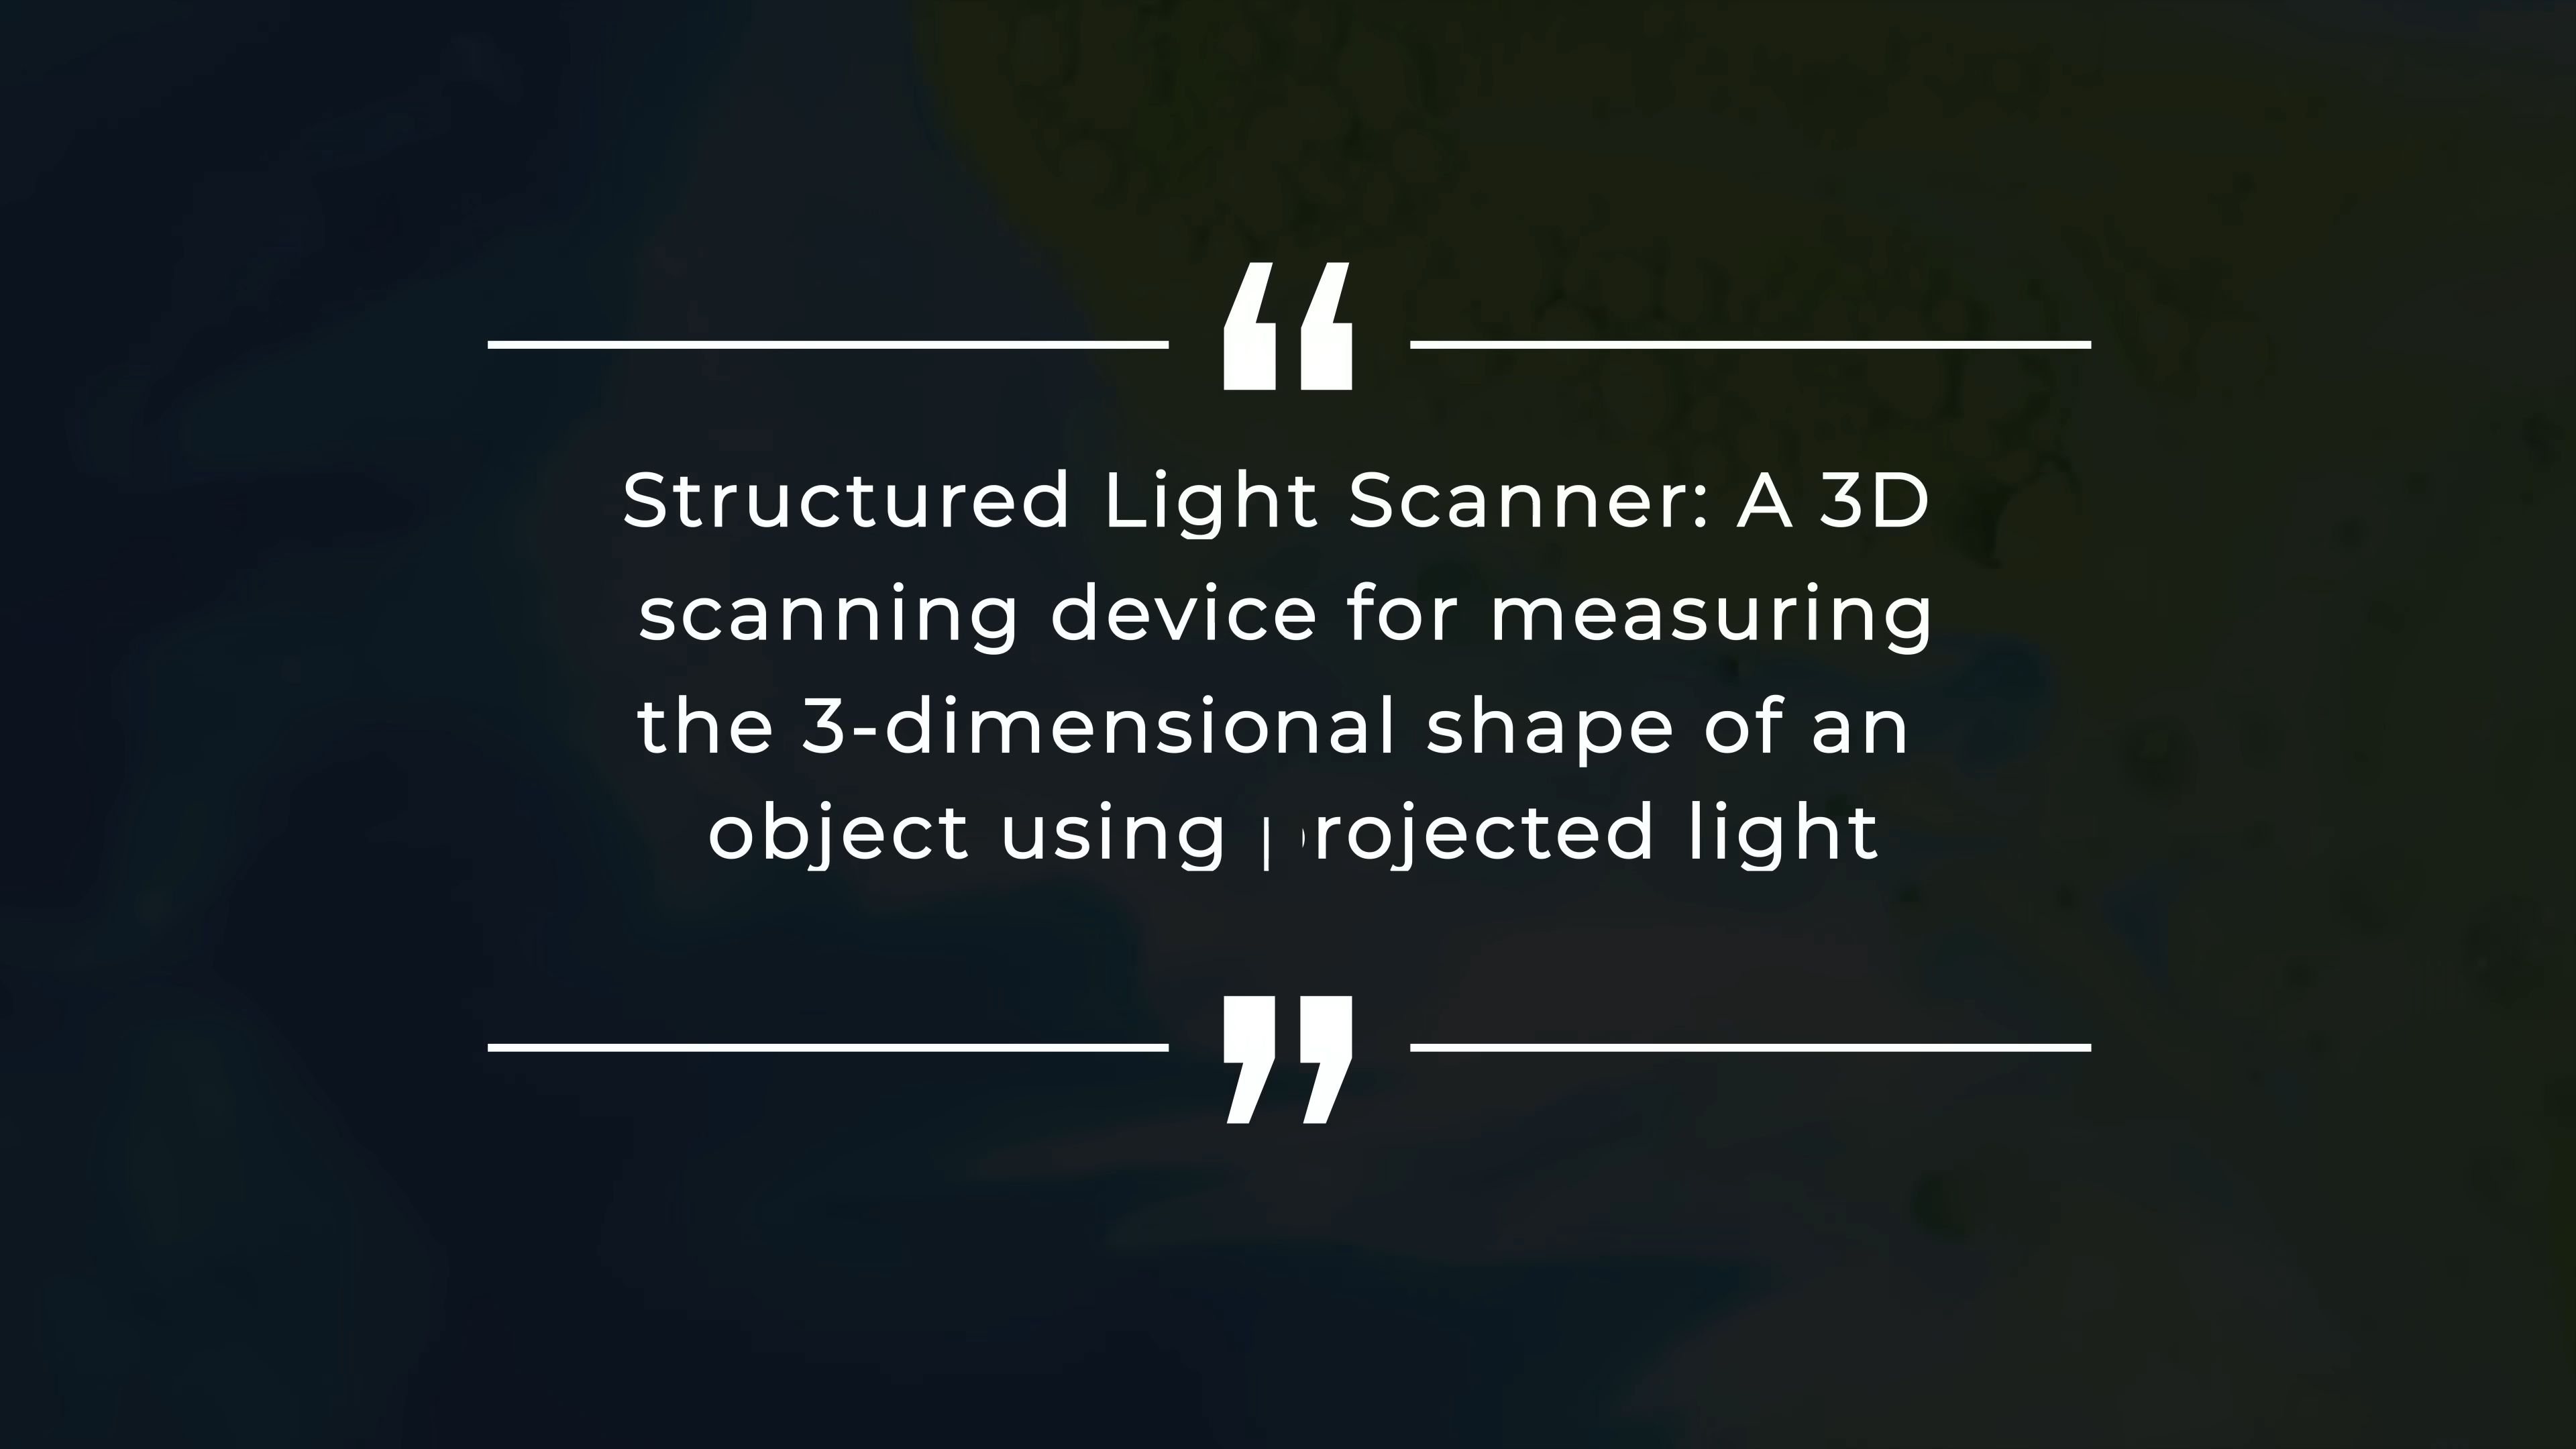 “
Structured Light Scanner: A 3D
scanning device for measuring
the 3-dimensional shape of an
object using projected light
”